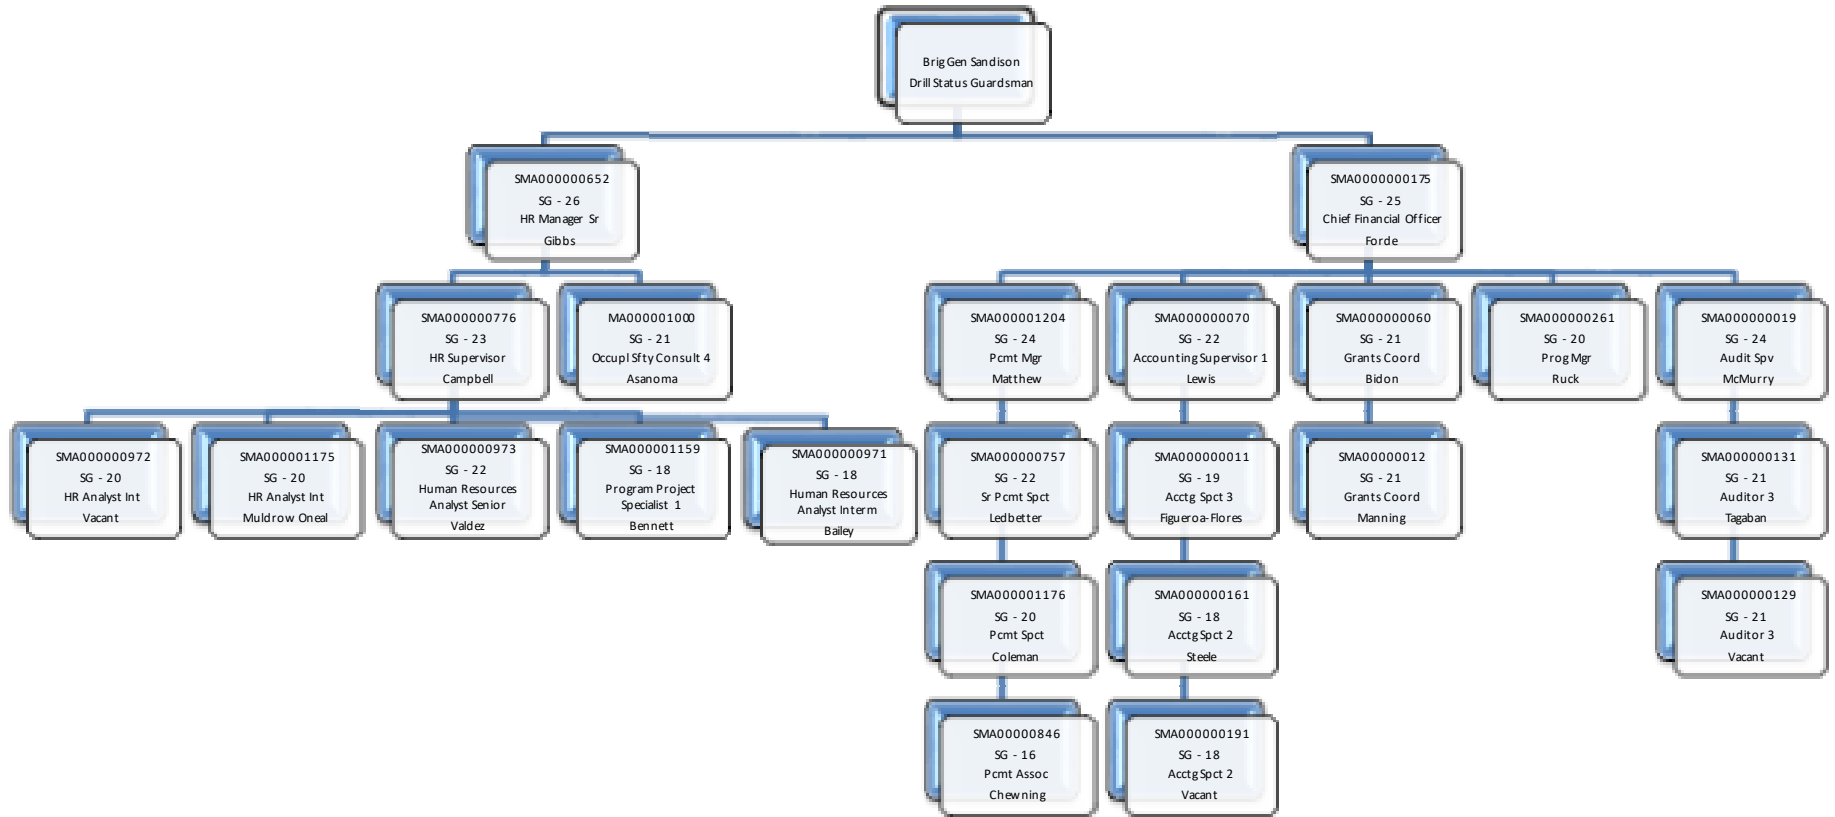 BrigGen Sandison
Drill Status Guardsman
SMA000000652
SG - 26
HR Manager Sr
Gibbs
SMA0000000175
SG - 25
Chief Financial Officer
Forde
SMA000000776
SG - 23
HR Supervisor
Campbell
MA000001000
SG - 21
Occupl Sfty Consult 4
Asanoma
SMA000001204
SG - 24
Pcmt Mgr
Matthew
SMA000000070
SG - 22
Accounting Supervisor 1
Lewis
SMA000000060
SG - 21
Grants Coord
Bidon
SMA000000261
SG - 20
Prog Mgr
Ruck
SMA000000019
SG - 24
Audit Spv
McMurry
SMA000000972
SG - 20
HR Analyst Int
Vacant
SMA000001175
SG - 20
HR Analyst Int
Muldrow Oneal
SMA000000973
SG - 22
Human Resources
Analyst Senior
Valdez
SMA000001159
SG - 18
Program Project
Specialist 1
Bennett
SMA000000971
SG - 18
Human Resources
Analyst Interm
Bailey
SMA000000757
SG - 22
Sr Pcmt Spct
Ledbetter
SMA000000011
SG - 19
Acctg Spct 3
Figueroa-Flores
SMA00000012
SG - 21
Grants Coord
Manning
SMA000000131
SG - 21
Auditor 3
Tagaban
SMA000001176
SG - 20
Pcmt Spct
Coleman
SMA000000161
SG - 18
Acctg Spct 2
Steele
SMA000000129
SG - 21
Auditor 3
Vacant
SMA00000846
SG - 16
Pcmt Assoc
Chewning
SMA000000191
SG - 18
Acctg Spct 2
Vacant